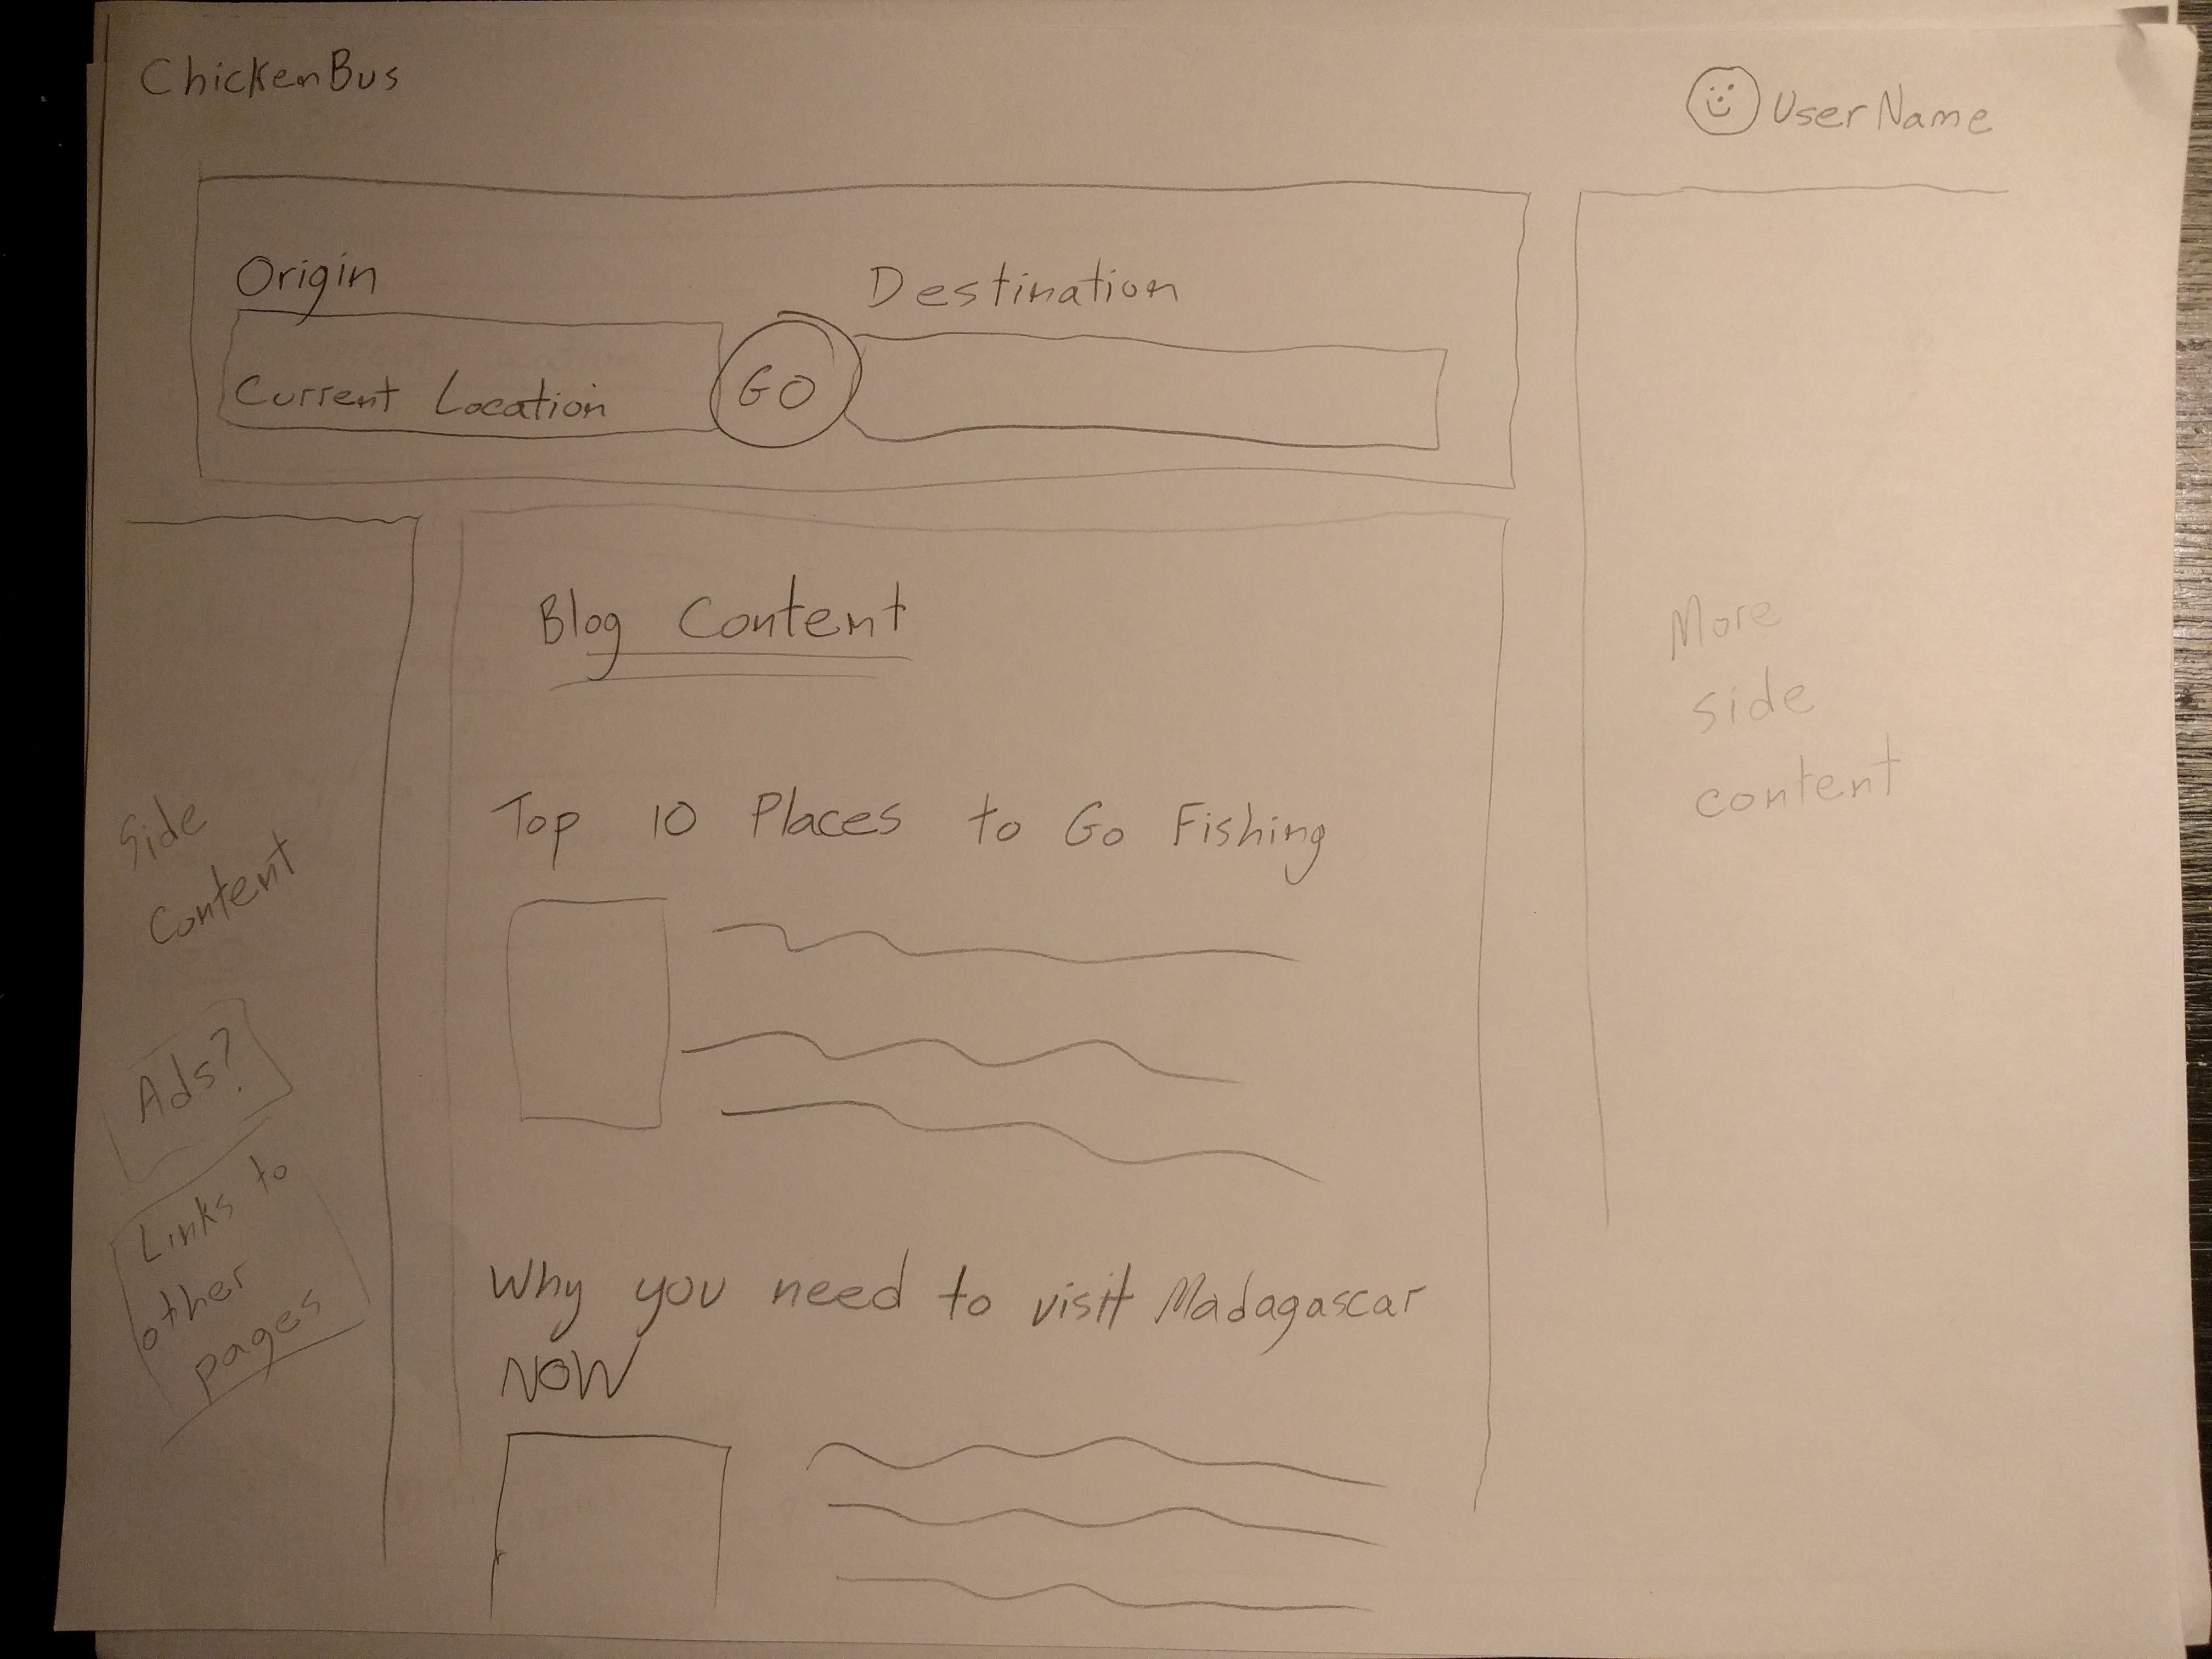 ChickenBus
UserName
Origin
Destination
Current Location
GO
Blog Content
Top 10 Places to Go Fishing
Why you need to visit Madagascar
NOW
Side
Content
Ads?
Links to
other
pages
More
side
content